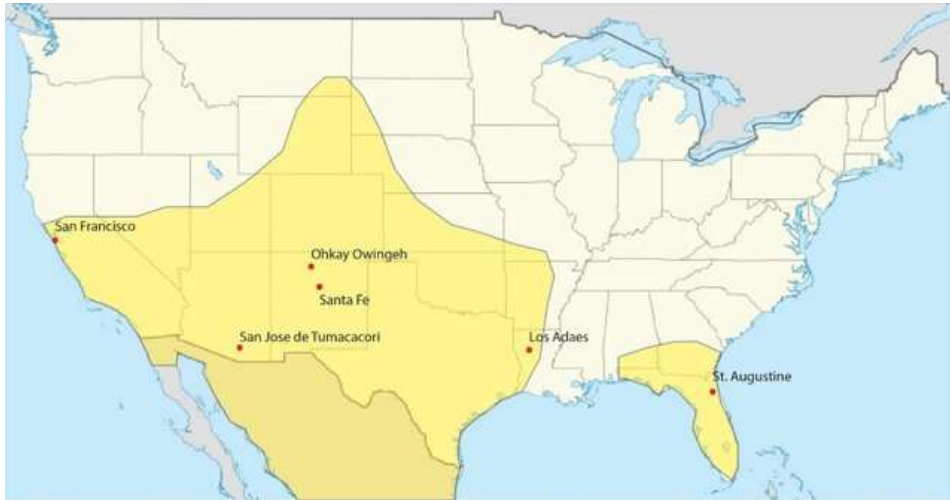 San Francisco
Ohkay Owingeh
Santa Fe
San Jose de Tumacacori
Los Adaes
St. Augustine